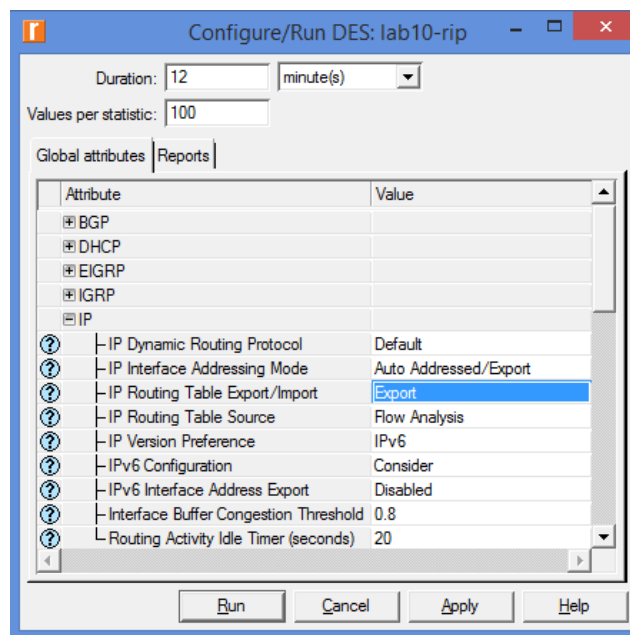 r Configure/Run DES: lab10-rip
Duration: 12 minute(s)
Values per statistic: 100
Global attributes Reports
Attribute Value
BGP
DHCP
EIGRP
IGRP
IP
IP Dynamic Routing Protocol Default
IP Interface Addressing Mode Auto Addressed/Export
IP Routing Table Export/Import Export
IP Routing Table Source Flow Analysis
IP Version Preference IPv6
IPv6 Configuration Consider
IPv6 Interface Address Export Disabled
Interface Buffer Congestion Threshold 0.8
Routing Activity Idle Timer (seconds) 20
Run Cancel Apply Help